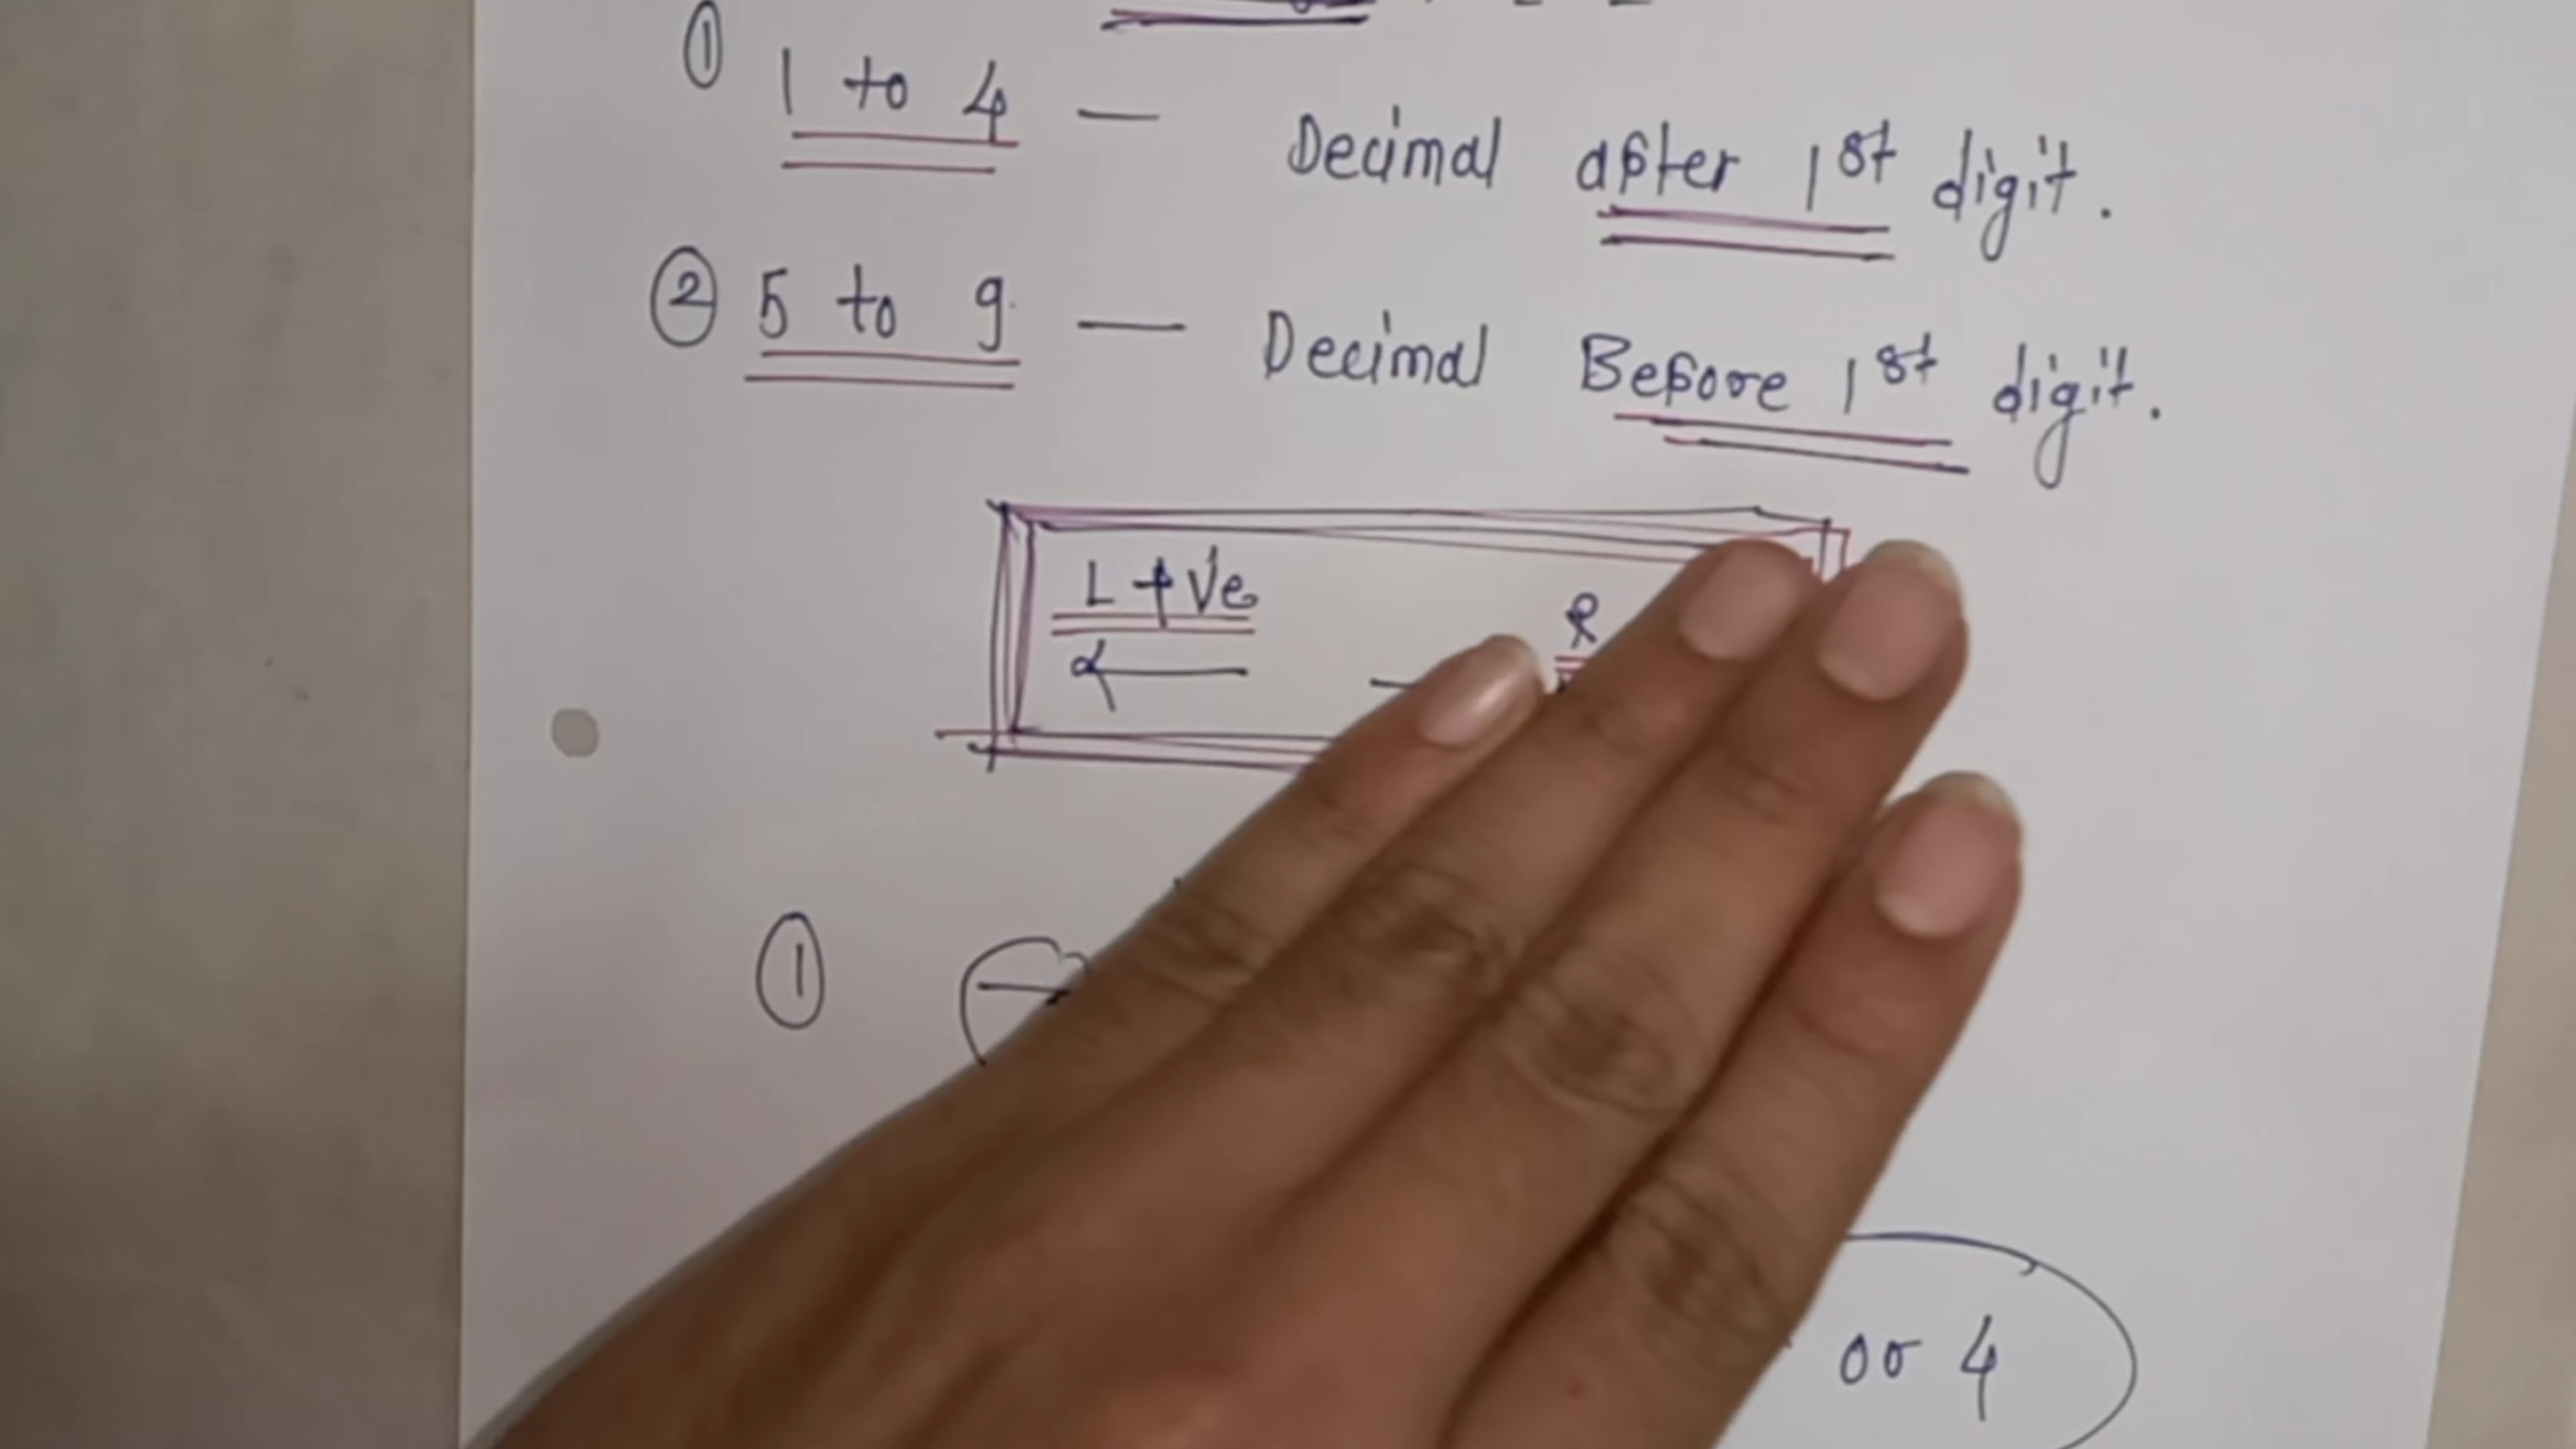 ① 1 to 4 — Decimal after 1st digit.
② 5 to 9 — Decimal Before 1st digit.
L +Ve R
①
or 4